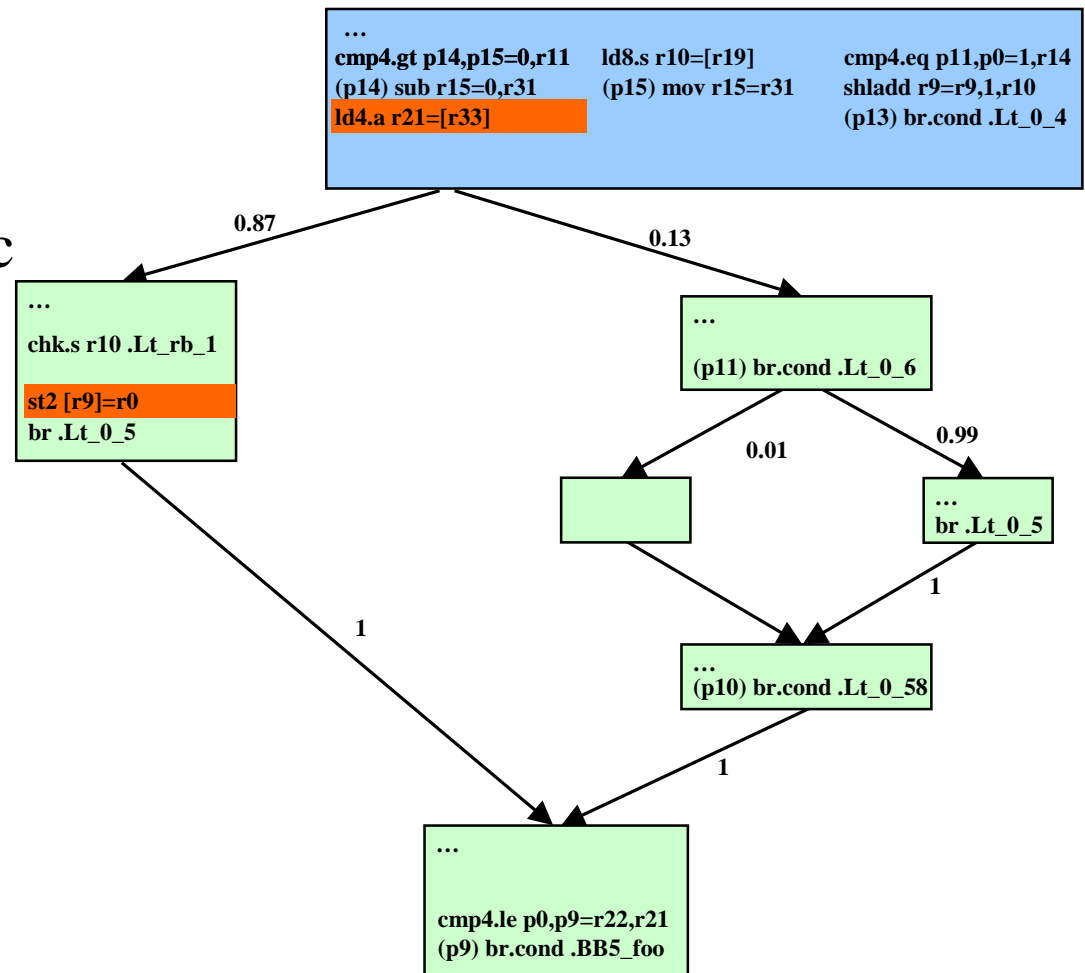 …
cmp4.gt p14,p15=0,r11 ld8.s r10=[r19] cmp4.eq p11,p0=1,r14
(p14) sub r15=0,r31 (p15) mov r15=r31 shladd r9=r9,1,r10
ld4.a r21=[r33] (p13) br.cond .Lt_0_4
0.87
0.13
c
…
chk.s r10 .Lt_rb_1
st2 [r9]=r0
br .Lt_0_5
…
(p11) br.cond .Lt_0_6
0.01
0.99
…
br .Lt_0_5
1
1
…
(p10) br.cond .Lt_0_58
1
…
cmp4.le p0,p9=r22,r21
(p9) br.cond .BB5_foo